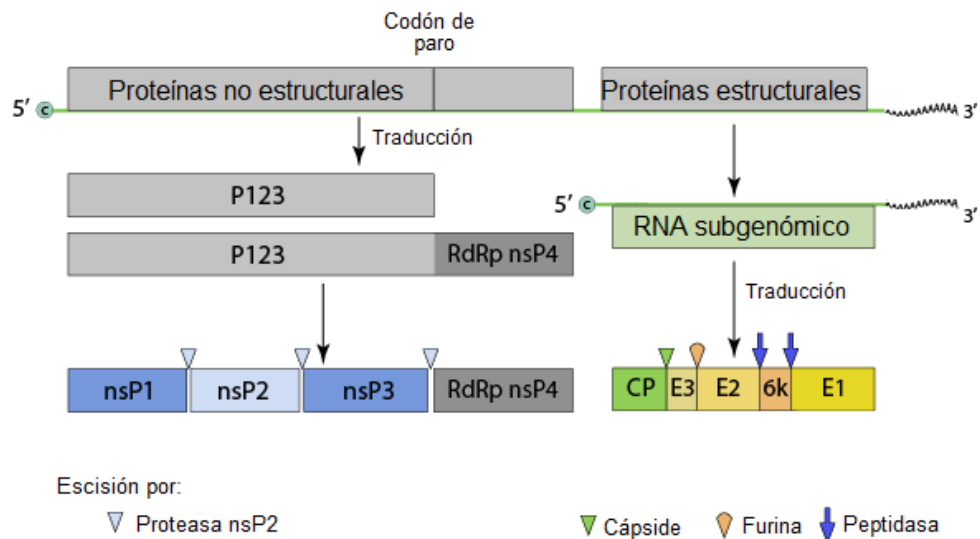 Codón de
paro
Proteínas no estructurales
Proteínas estructurales
5’ c
3’
Traducción
P123
5’ c
3’
RNA subgenómico
P123
RdRp nsP4
Traducción
nsP1
nsP2
nsP3
RdRp nsP4
CP
E3
E2
6k
E1
Escisión por:
Proteasa nsP2
Cápside
Furina
Peptidasa